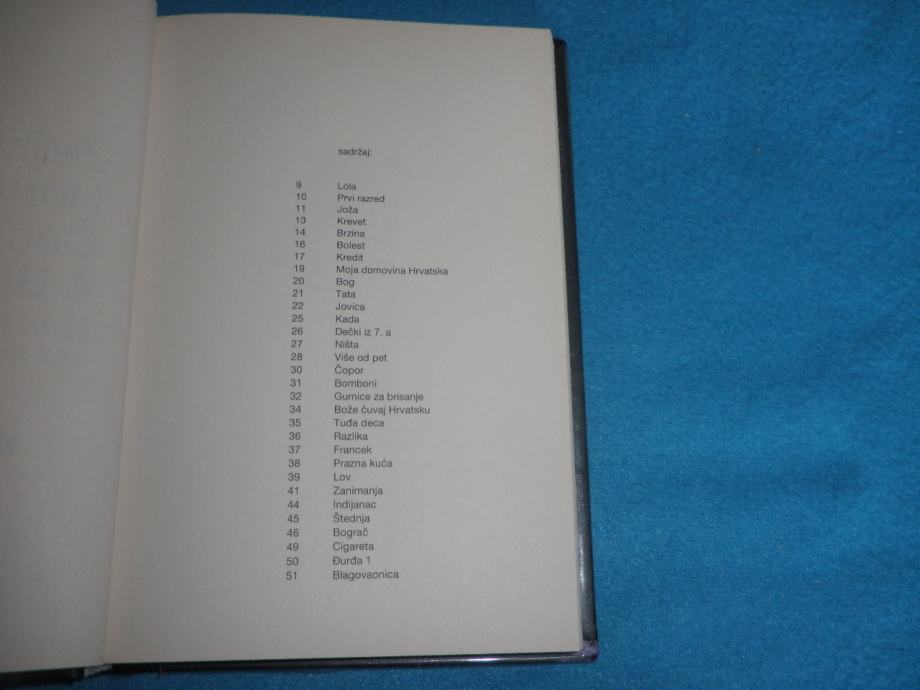 sadržaj:
9 Lola
10 Prvi razred
11 Joža
13 Krevet
14 Brzina
16 Bolest
17 Kredit
19 Moja domovina Hrvatska
20 Bog
21 Tata
22 Jovica
25 Kada
26 Dečki iz 7. a
27 Ništa
28 Više od pet
30 Čopor
31 Bomboni
32 Gumice za brisanje
34 Bože čuvaj Hrvatsku
35 Tuđa deca
36 Razlika
37 Francek
38 Prazna kuća
39 Lov
41 Zanimanja
44 Indijanac
45 Štednja
46 Bograč
49 Cigareta
50 Đurđa 1
51 Blagovaonica